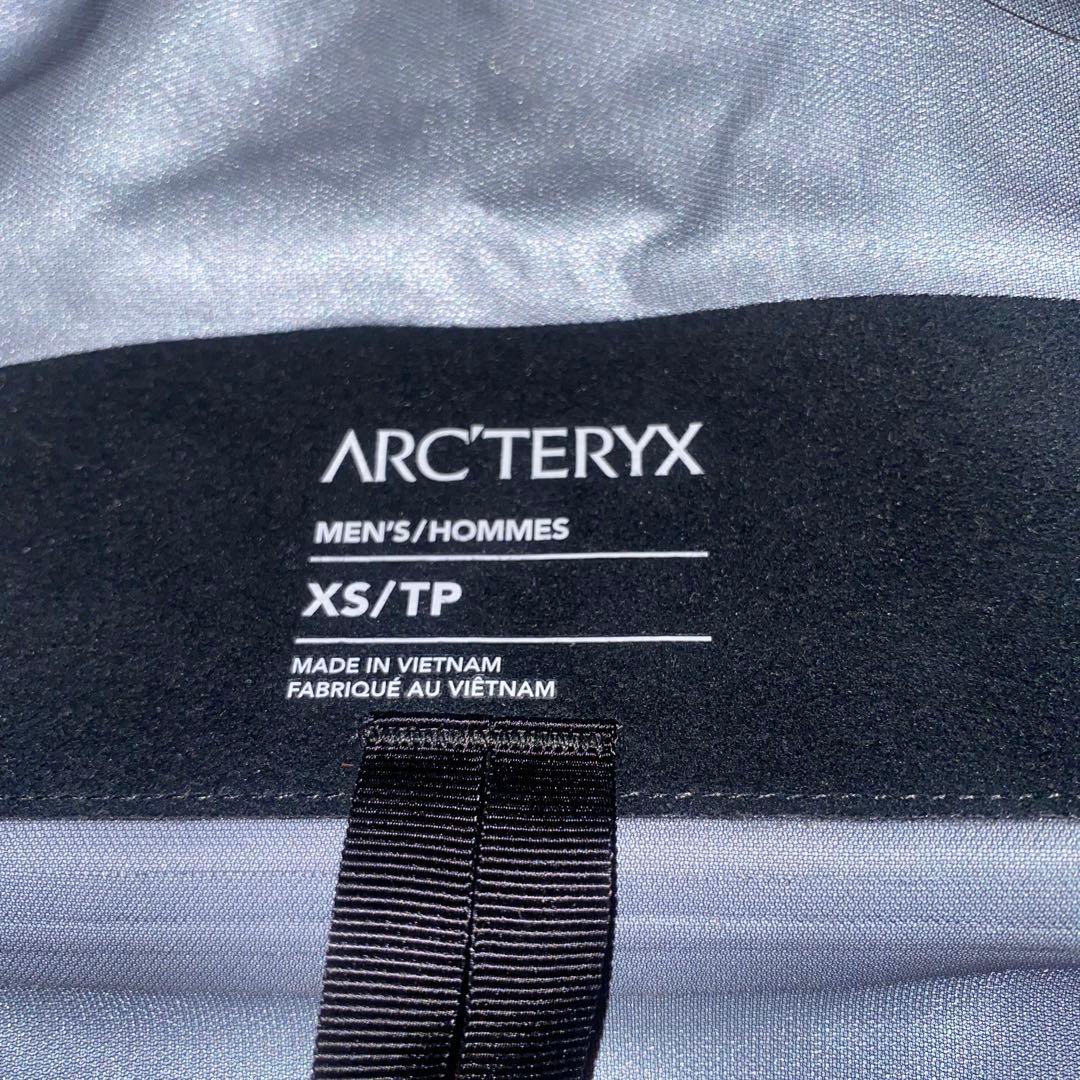 ARC'TERYX
MEN'S/HOMMES
XS/TP
MADE IN VIETNAM
FABRIQUÉ AU VIÊTNAM